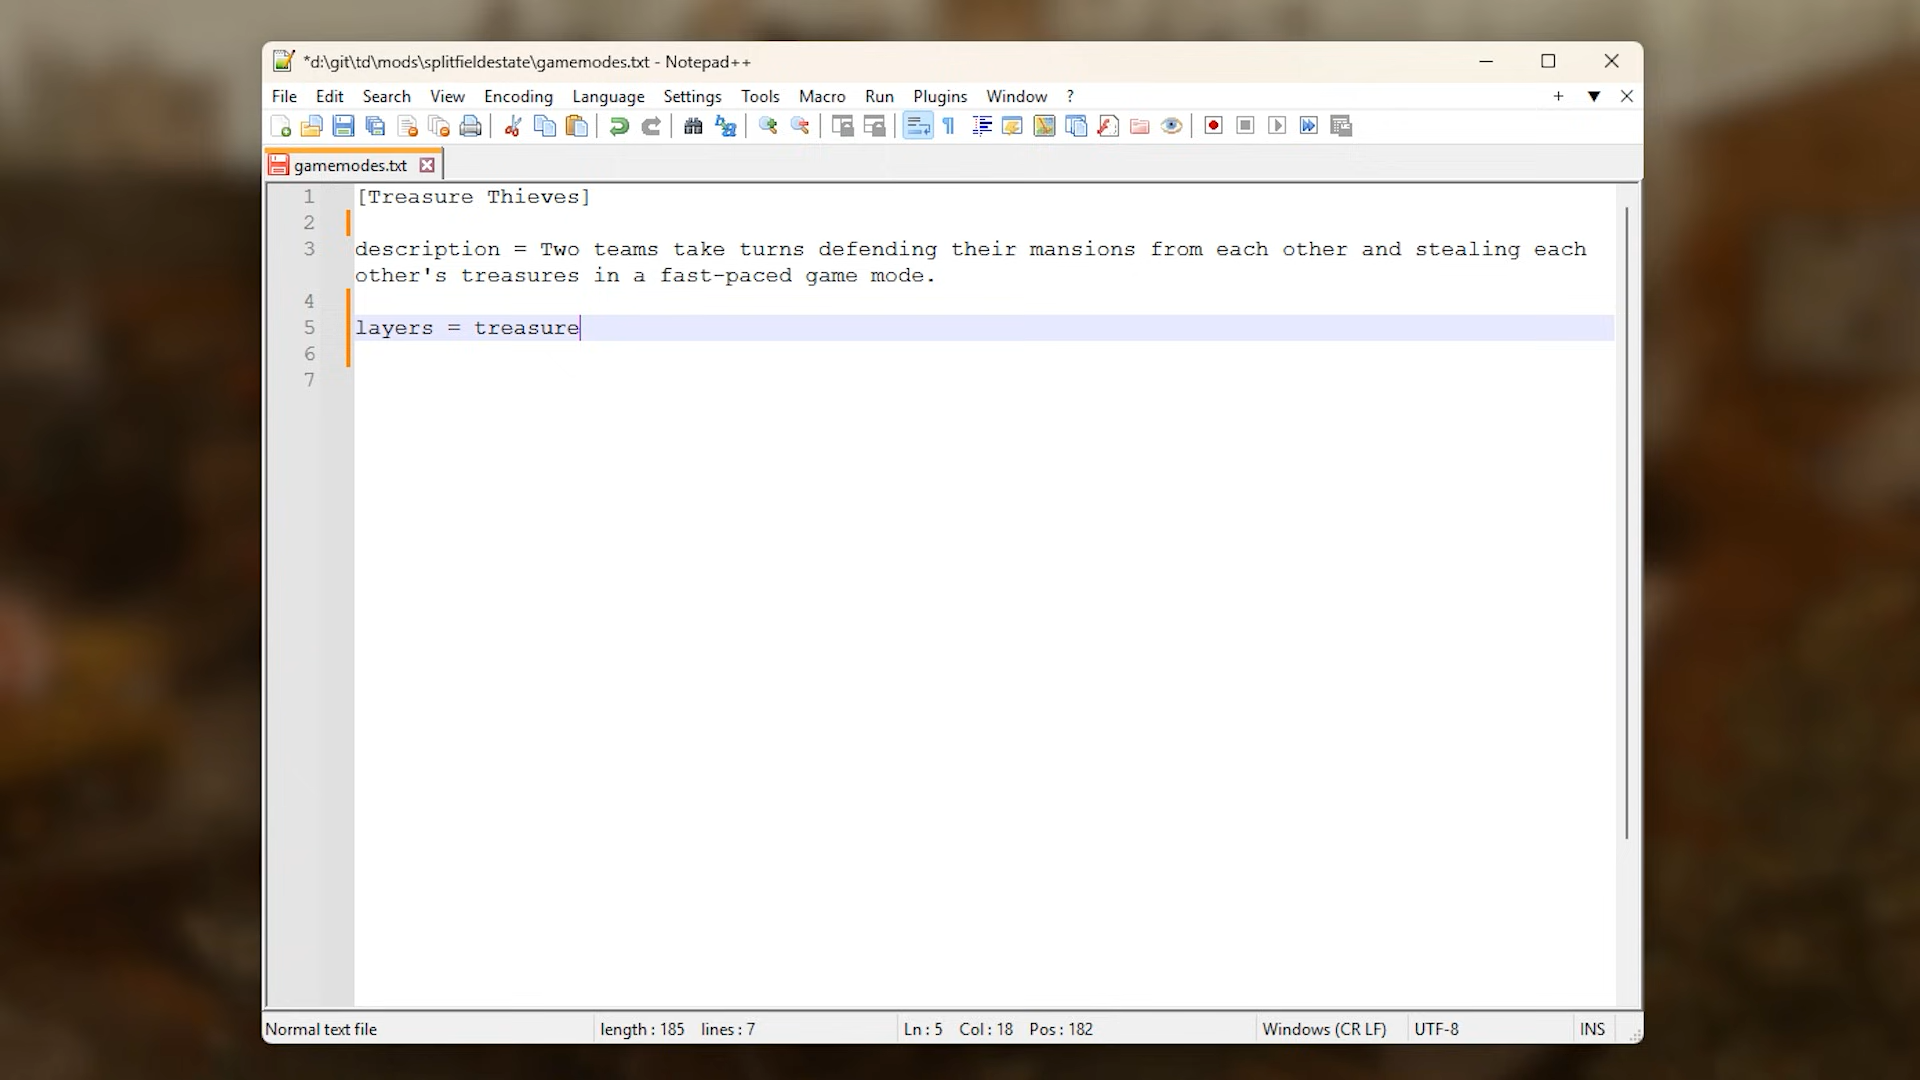 *d:\git\td\mods\splitfieldestate\gamemodes.txt - Notepad++
File Edit Search View Encoding Language Settings Tools Macro Run Plugins Window ?
gamemodes.txt
1 [Treasure Thieves]
2
3 description = Two teams take turns defending their mansions from each other and stealing each
other's treasures in a fast-paced game mode.
4
5 layers = treasure
6
7
Normal text file length : 185 lines : 7 Ln : 5 Col : 18 Pos : 182 Windows (CR LF) UTF-8 INS